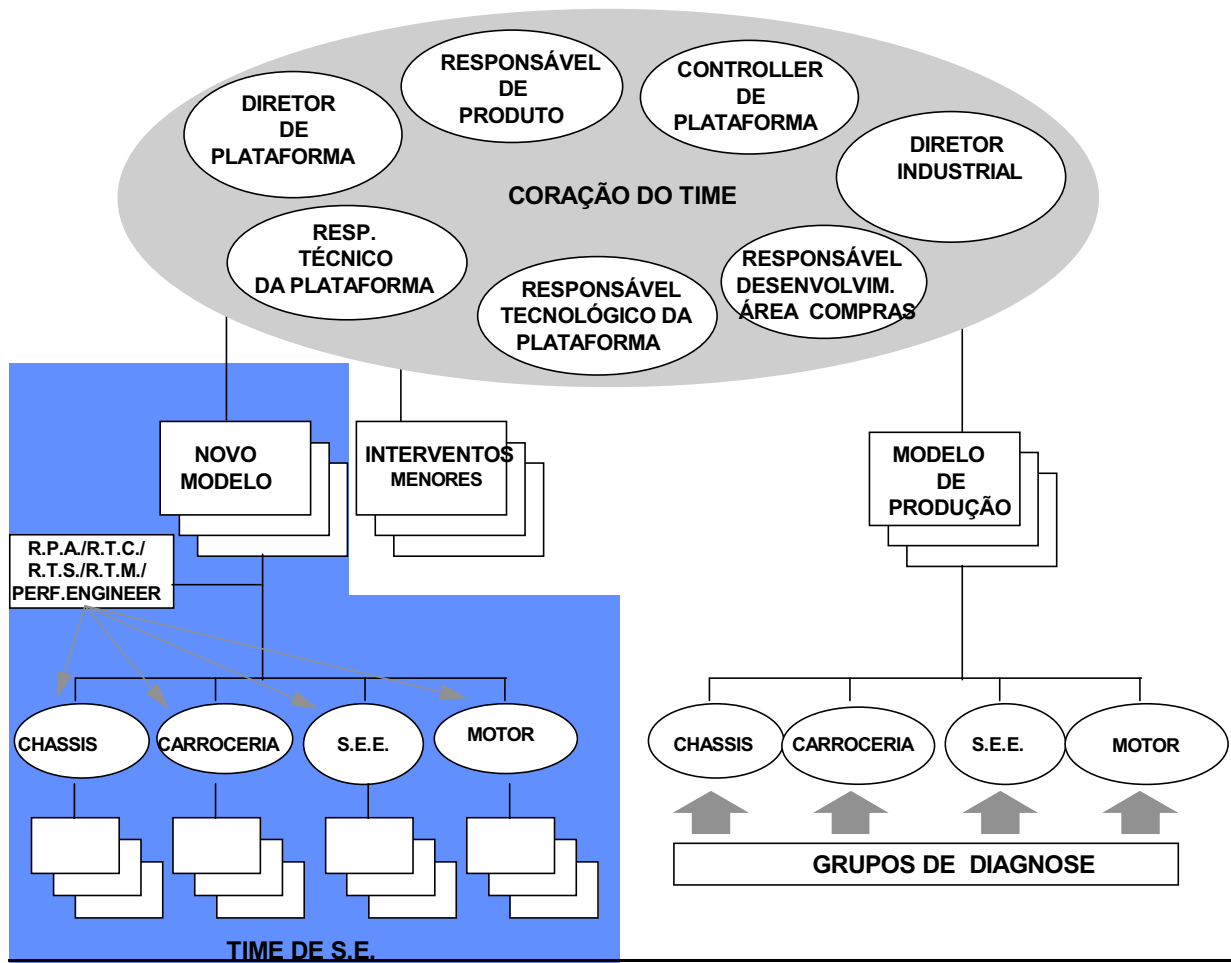 RESPONSÁVEL
DE
PRODUTO
CONTROLLER
DE
PLATAFORMA
DIRETOR
DE
PLATAFORMA
DIRETOR
INDUSTRIAL
CORAÇÃO DO TIME
RESP.
TÉCNICO
DA PLATAFORMA
RESPONSÁVEL
DESENVOLVIM.
ÁREA COMPRAS
RESPONSÁVEL
TECNOLÓGICO DA
PLATAFORMA
NOVO
MODELO
INTERVENTOS
MENORES
MODELO
DE
PRODUÇÃO
R.P.A./R.T.C./
R.T.S./R.T.M./
PERF.ENGINEER
CHASSIS
CARROCERIA
S.E.E.
MOTOR
CHASSIS
CARROCERIA
S.E.E.
MOTOR
GRUPOS DE DIAGNOSE
TIME DE S.E.